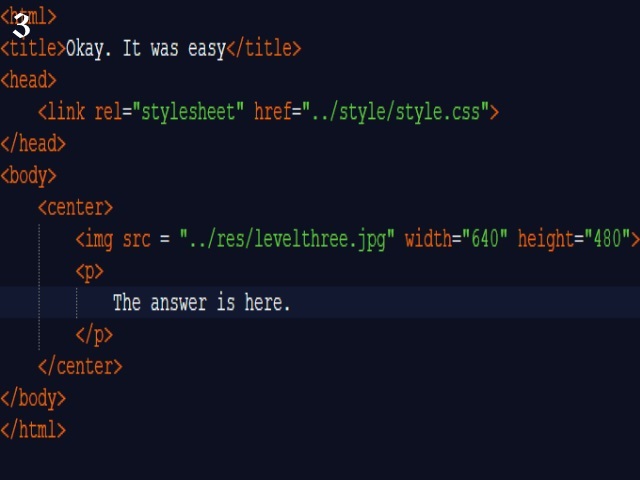 <html>
3
<title>Okay. It was easy</title>
<head>
<link rel="stylesheet" href="../style/style.css">
</head>
<body>
<center>
<img src = "../res/levelthree.jpg" width="640" height="480">
<p>
The answer is here.
</p>
</center>
</body>
</html>